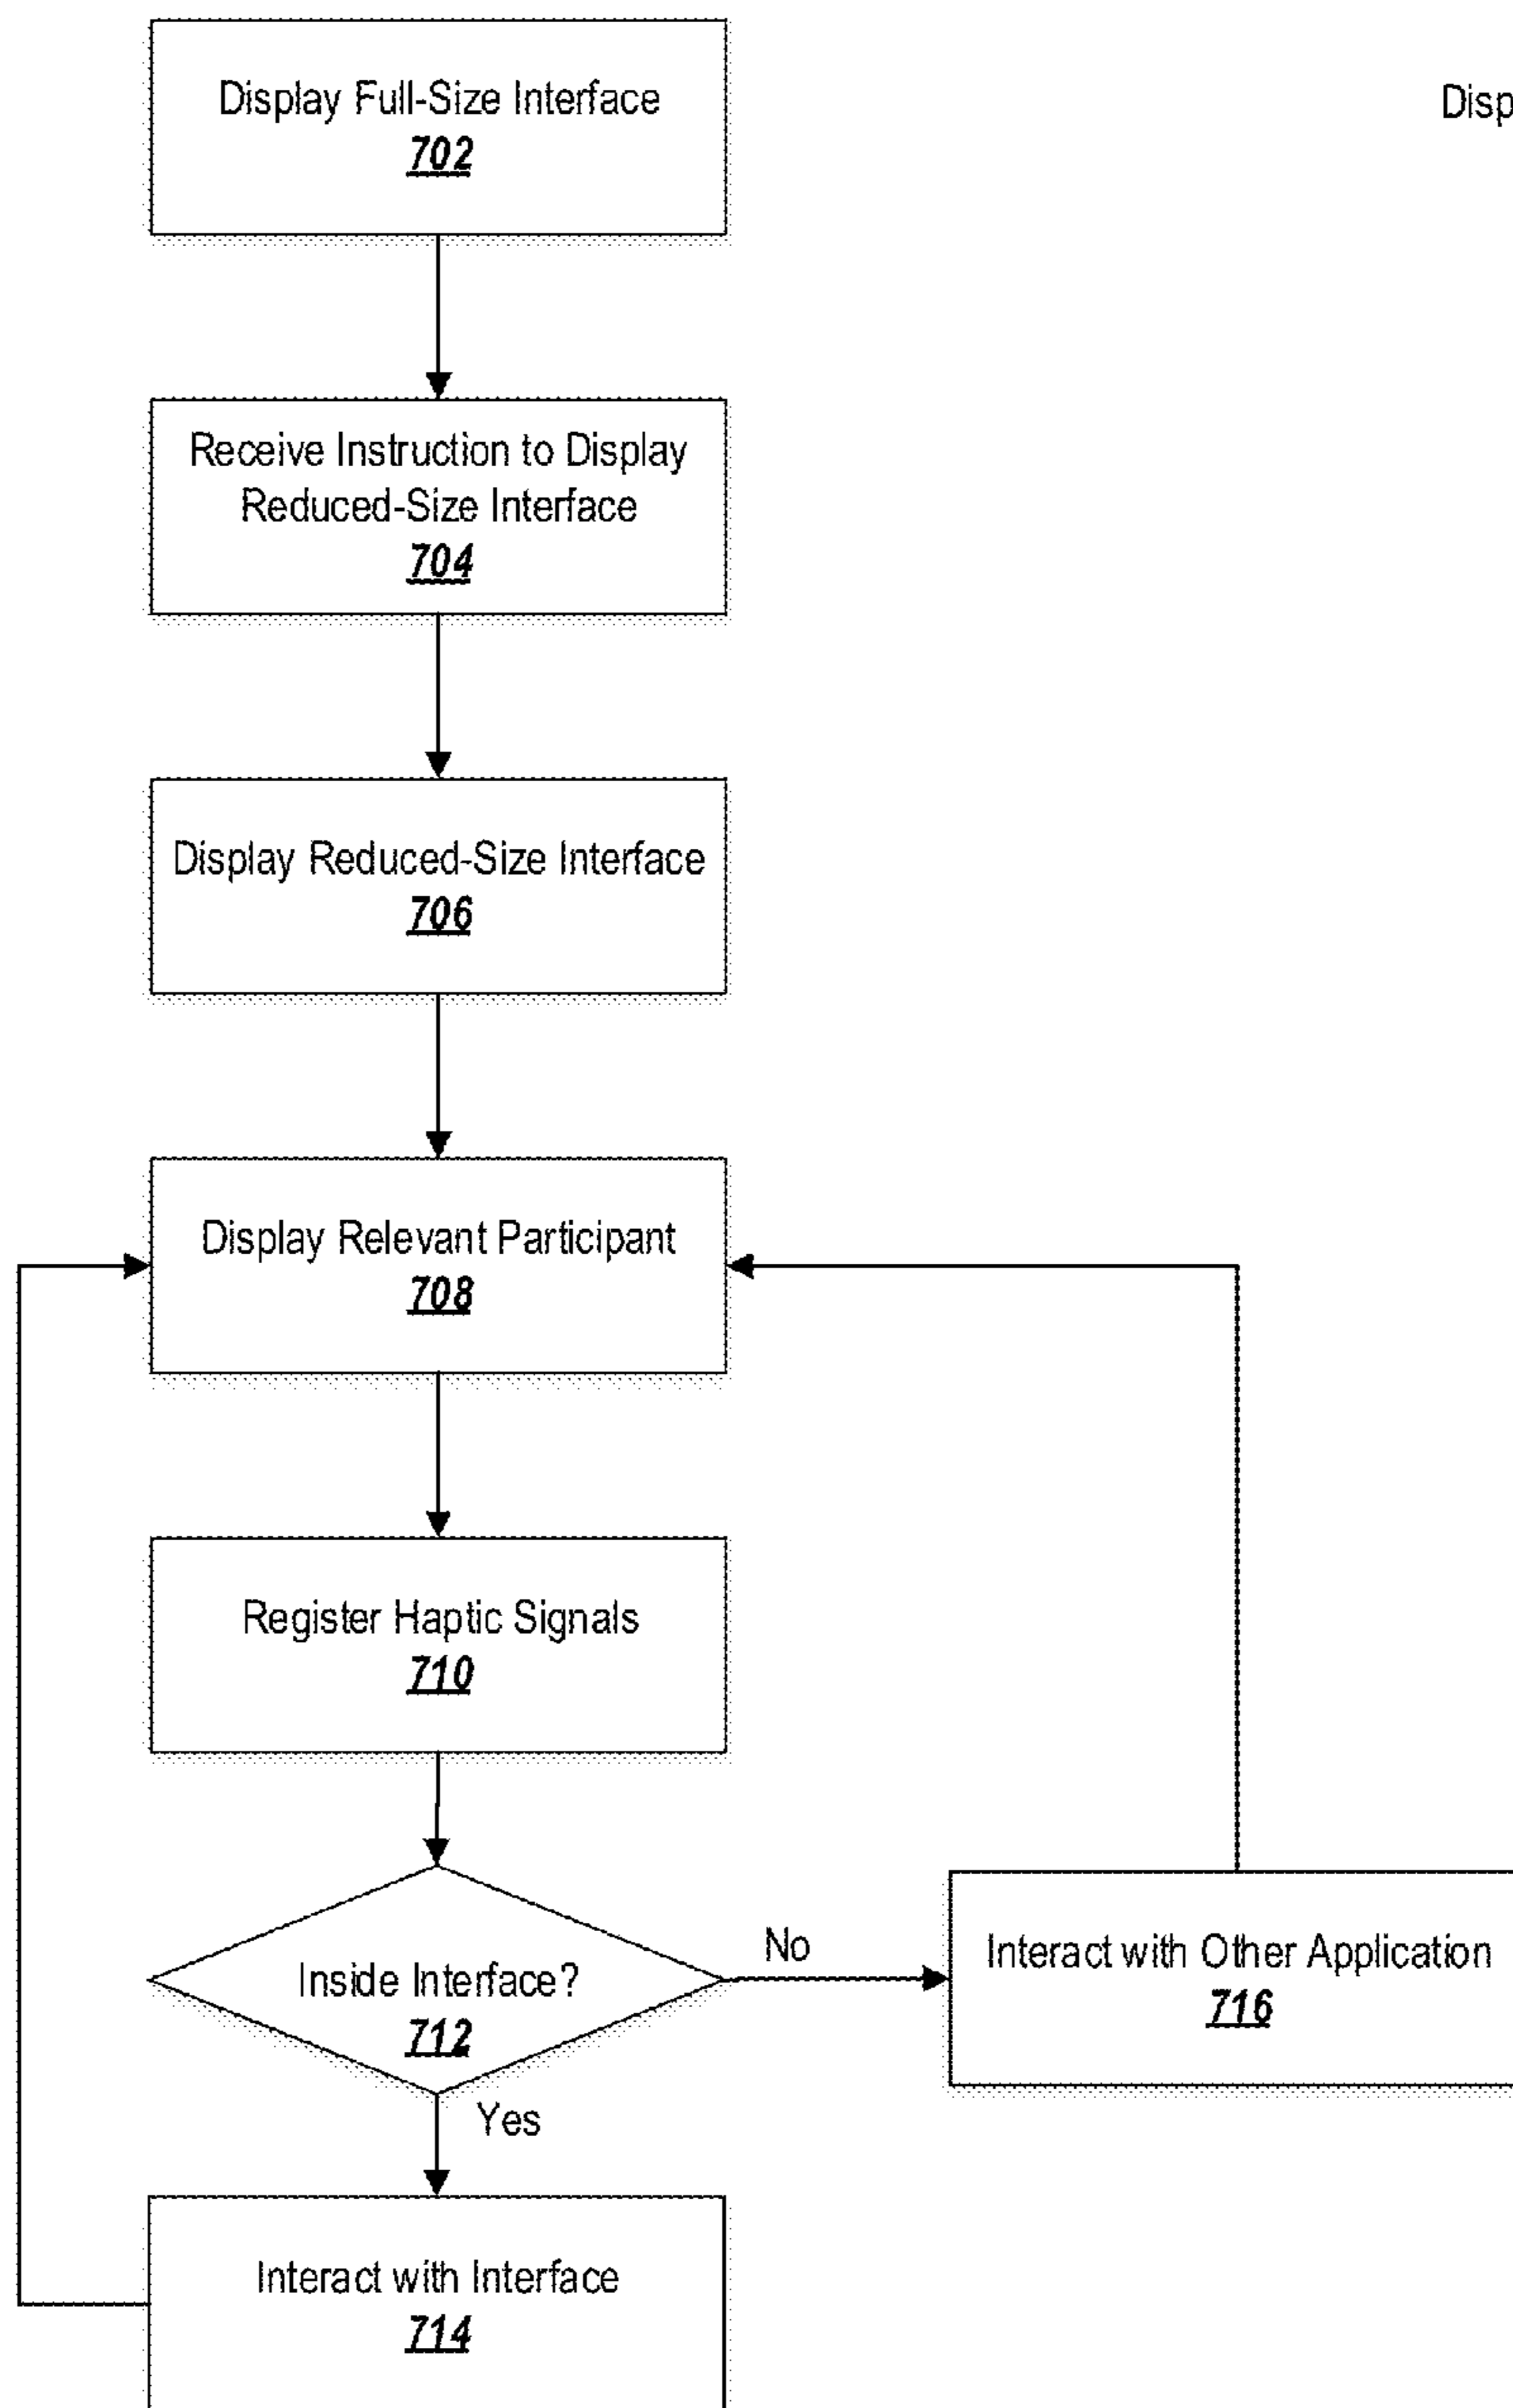 Display Full-Size Interface
702
Receive Instruction to Display
Reduced-Size Interface
704
Display Reduced-Size Interface
706
Display Relevant Participant
708
Register Haptic Signals
710
Inside Interface?
712
No
Interact with Other Application
716
Yes
Interact with Interface
714